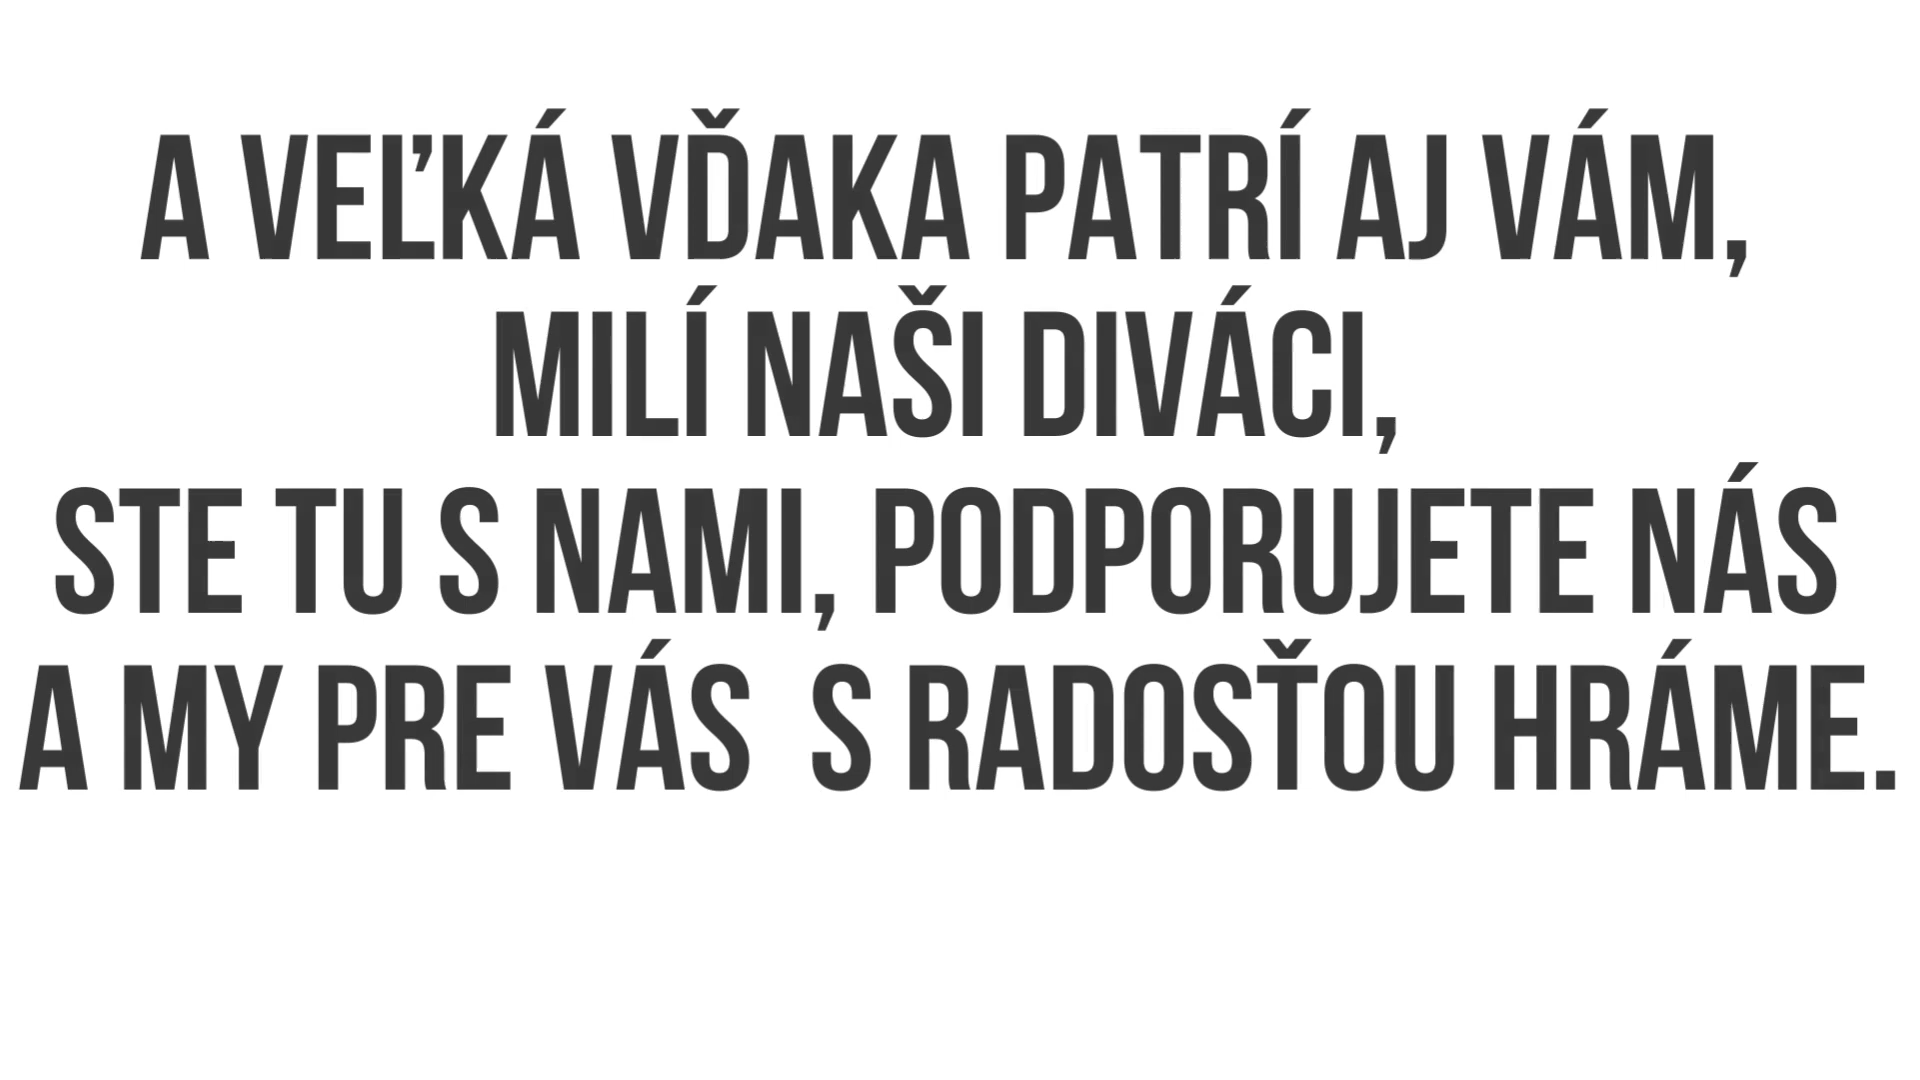 A VEĽKÁ VĎAKA PATRÍ AJ VÁM,
MILÍ NAŠI DIVÁCI,
STE TU S NAMI, PODPORUJETE NÁS
A MY PRE VÁS  S RADOSŤOU HRÁME.